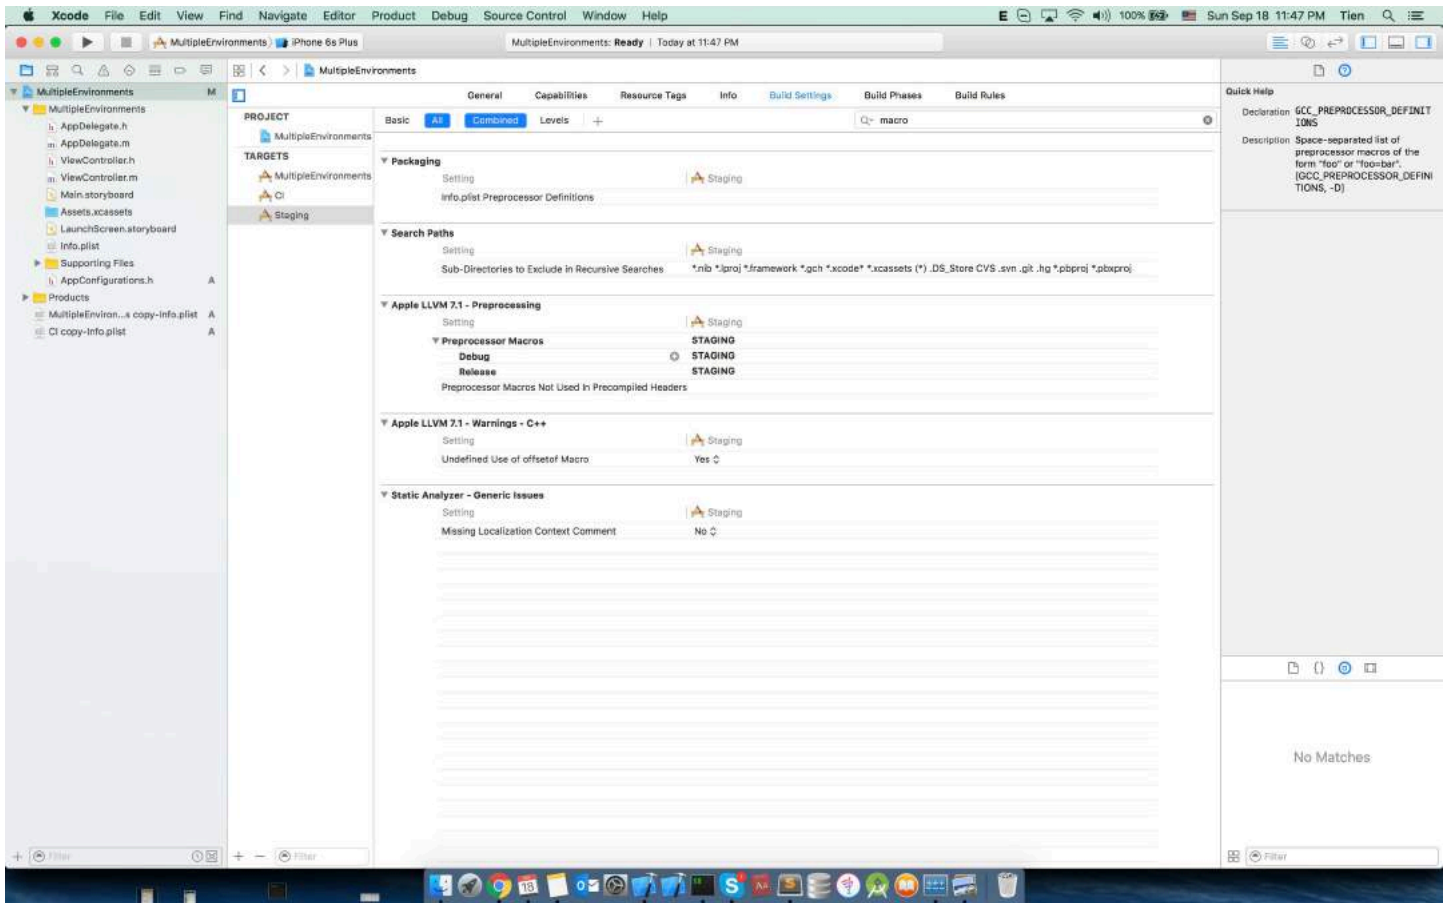 Xcode File Edit View Find Navigate Editor Product Debug Source Control Window Help E 100% Sun Sep 18 11:47 PM Tien
MultipleEnvironments iPhone 6s Plus MultipleEnvironments: Ready | Today at 11:47 PM
MultipleEnvironments
MultipleEnvironments M
MultipleEnvironments
AppDelegate.h
AppDelegate.m
ViewController.h
ViewController.m
Main.storyboard
Assets.xcassets
LaunchScreen.storyboard
Info.plist
Supporting Files
AppConfigurations.h A
Products
MultipleEnviron...s copy-Info.plist A
CI copy-Info.plist A
Filter
PROJECT
MultipleEnvironments
TARGETS
MultipleEnvironments
CI
Staging
+ − Filter
General Capabilities Resource Tags Info Build Settings Build Phases Build Rules
Basic All Combined Levels + macro
Packaging
Setting Staging
Info.plist Preprocessor Definitions
Search Paths
Setting Staging
Sub-Directories to Exclude in Recursive Searches *.nib *.lproj *.framework *.gch *.xcode* *.xcassets (*) .DS_Store CVS .svn .git .hg *.pbproj *.pbxproj
Apple LLVM 7.1 - Preprocessing
Setting Staging
Preprocessor Macros STAGING
Debug STAGING
Release STAGING
Preprocessor Macros Not Used In Precompiled Headers
Apple LLVM 7.1 - Warnings - C++
Setting Staging
Undefined Use of offsetof Macro Yes
Static Analyzer - Generic Issues
Setting Staging
Missing Localization Context Comment No
Quick Help
Declaration GCC_PREPROCESSOR_DEFINIT
IONS
Description Space-separated list of
preprocessor macros of the
form "foo" or "foo=bar".
[GCC_PREPROCESSOR_DEFINI
TIONS, -D]
{}
No Matches
Filter
18
S